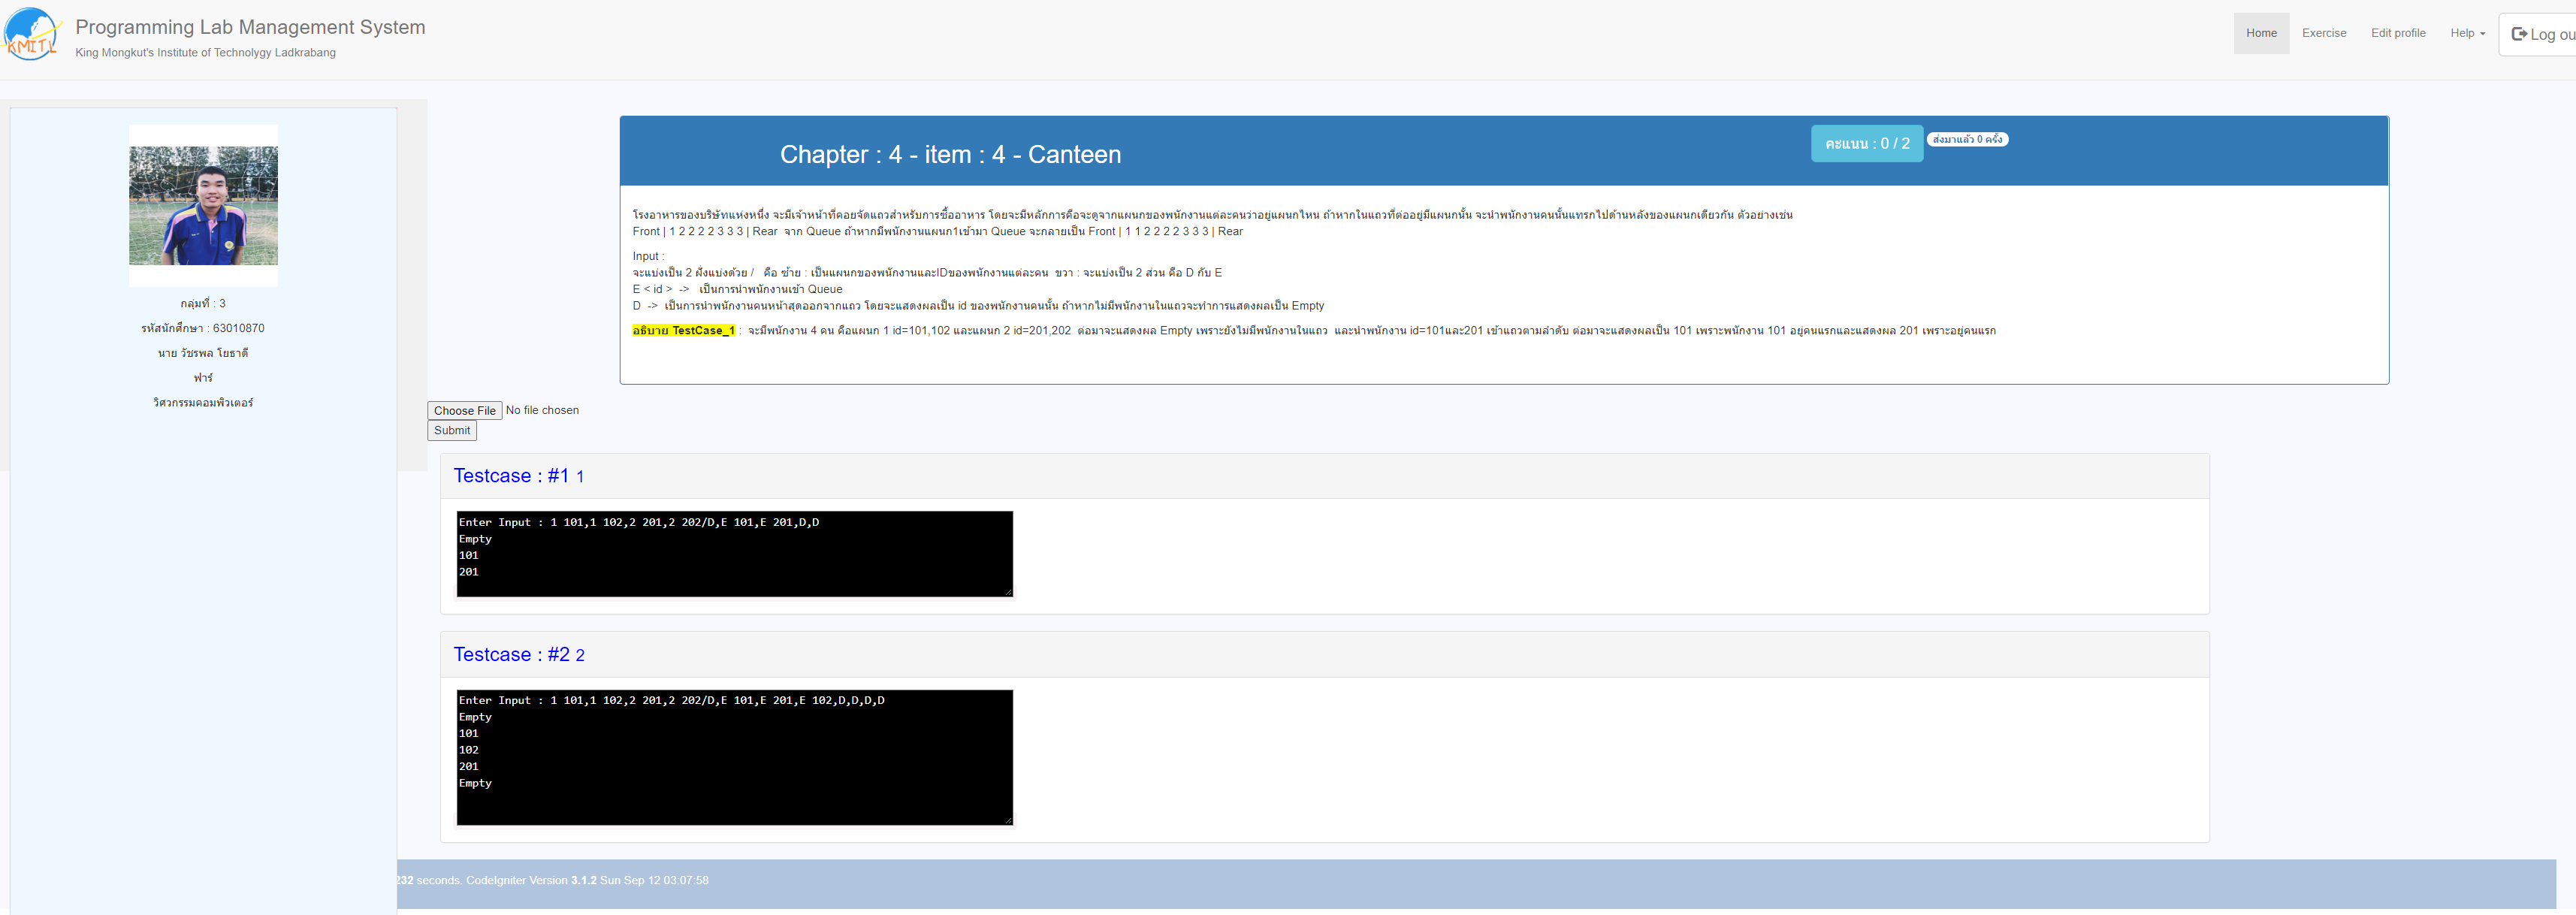 KMITL
Programming Lab Management System
King Mongkut's Institute of Technolygy Ladkrabang
Home
Exercise
Edit profile
Help
Log ou
กลุ่มที่ : 3
รหัสนักศึกษา : 63010870
นาย วัชรพล โยธาดี
ฟาร์
วิศวกรรมคอมพิวเตอร์
Chapter : 4 - item : 4 - Canteen
คะแนน : 0 / 2
ส่งมาแล้ว 0 ครั้ง
โรงอาหารของบริษัทแห่งหนึ่ง จะมีเจ้าหน้าที่คอยจัดแถวสำหรับการซื้ออาหาร โดยจะมีหลักการคือจะดูจากแผนกของพนักงานแต่ละคนว่าอยู่แผนกไหน ถ้าหากในแถวที่ต่ออยู่มีแผนกนั้น จะนำพนักงานคนนั้นแทรกไปด้านหลังของแผนกเดียวกัน ตัวอย่างเช่น
Front | 1 2 2 2 2 3 3 3 | Rear จาก Queue ถ้าหากมีพนักงานแผนก1เข้ามา Queue จะกลายเป็น Front | 1 1 2 2 2 2 3 3 3 | Rear
Input :
จะแบ่งเป็น 2 ฝั่งแบ่งด้วย / คือ ซ้าย : เป็นแผนกของพนักงานและIDของพนักงานแต่ละคน ขวา : จะแบ่งเป็น 2 ส่วน คือ D กับ E
E < id > -> เป็นการนำพนักงานเข้า Queue
D -> เป็นการนำพนักงานคนหน้าสุดออกจากแถว โดยจะแสดงผลเป็น id ของพนักงานคนนั้น ถ้าหากไม่มีพนักงานในแถวจะทำการแสดงผลเป็น Empty
อธิบาย TestCase_1 : จะมีพนักงาน 4 คน คือแผนก 1 id=101,102 และแผนก 2 id=201,202 ต่อมาจะแสดงผล Empty เพราะยังไม่มีพนักงานในแถว และนำพนักงาน id=101และ201 เข้าแถวตามลำดับ ต่อมาจะแสดงผลเป็น 101 เพราะพนักงาน 101 อยู่คนแรกและแสดงผล 201 เพราะอยู่คนแรก
Choose File No file chosen
Submit
Testcase : #1 1
Enter Input : 1 101,1 102,2 201,2 202/D,E 101,E 201,D,D
Empty
101
201
Testcase : #2 2
Enter Input : 1 101,1 102,2 201,2 202/D,E 101,E 201,E 102,D,D,D,D
Empty
101
102
201
Empty
232 seconds. CodeIgniter Version 3.1.2 Sun Sep 12 03:07:58